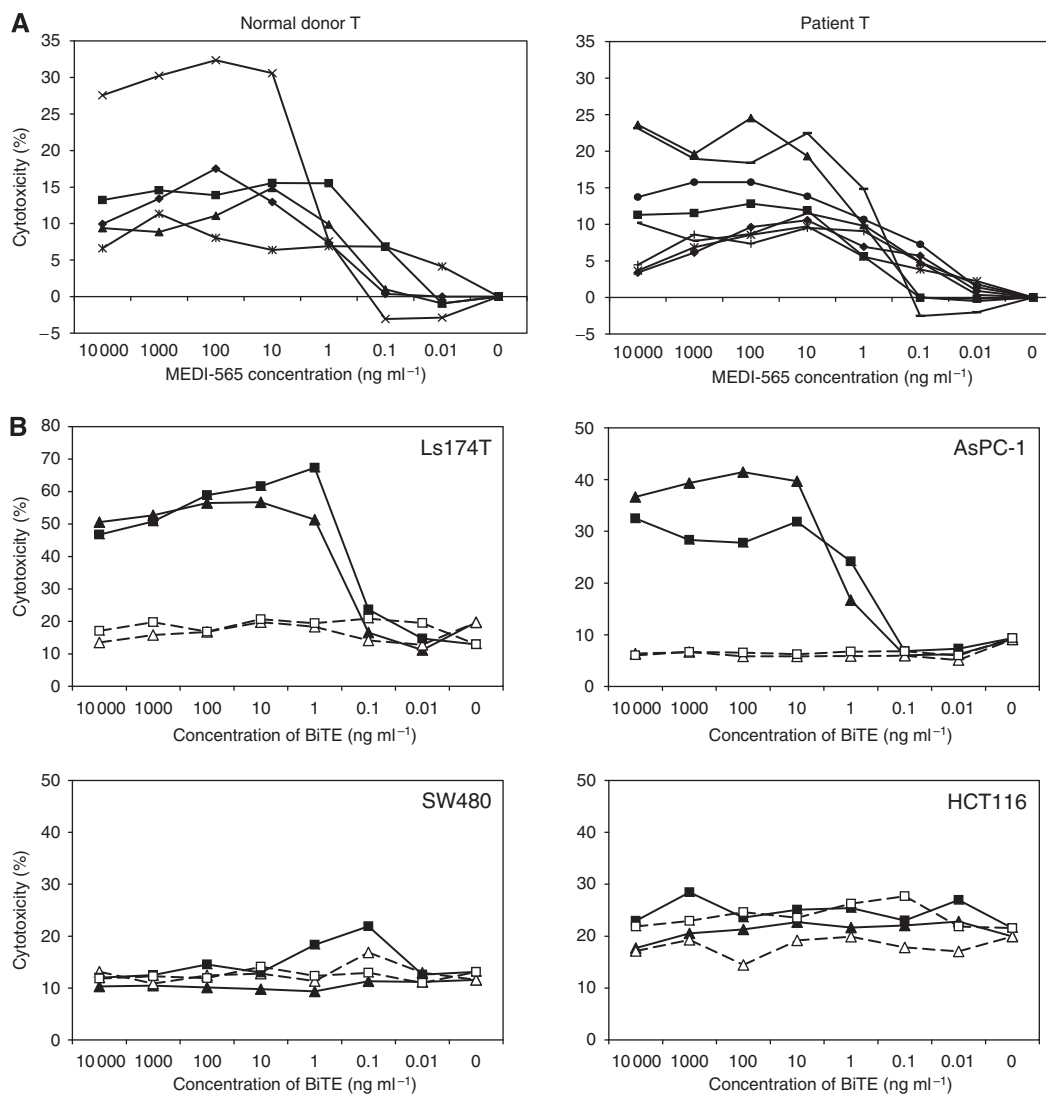 A
Normal donor T
Patient T
Cytotoxicity (%)
35
30
25
20
15
10
5
0
−5
10 000 1000 100 10 1 0.1 0.01 0
MEDI-565 concentration (ng ml−1)
35
30
25
20
15
10
5
0
−5
10 000 1000 100 10 1 0.1 0.01 0
MEDI-565 concentration (ng ml−1)
B
Ls174T
Cytotoxicity (%)
80
70
60
50
40
30
20
10
0
10 000 1000 100 10 1 0.1 0.01 0
Concentration of BiTE (ng ml−1)
AsPC-1
50
40
30
20
10
0
10 000 1000 100 10 1 0.1 0.01 0
Concentration of BiTE (ng ml−1)
SW480
Cytotoxicity (%)
50
40
30
20
10
0
10 000 1000 100 10 1 0.1 0.01 0
Concentration of BiTE (ng ml−1)
HCT116
50
40
30
20
10
0
10 000 1000 100 10 1 0.1 0.01 0
Concentration of BiTE (ng ml−1)